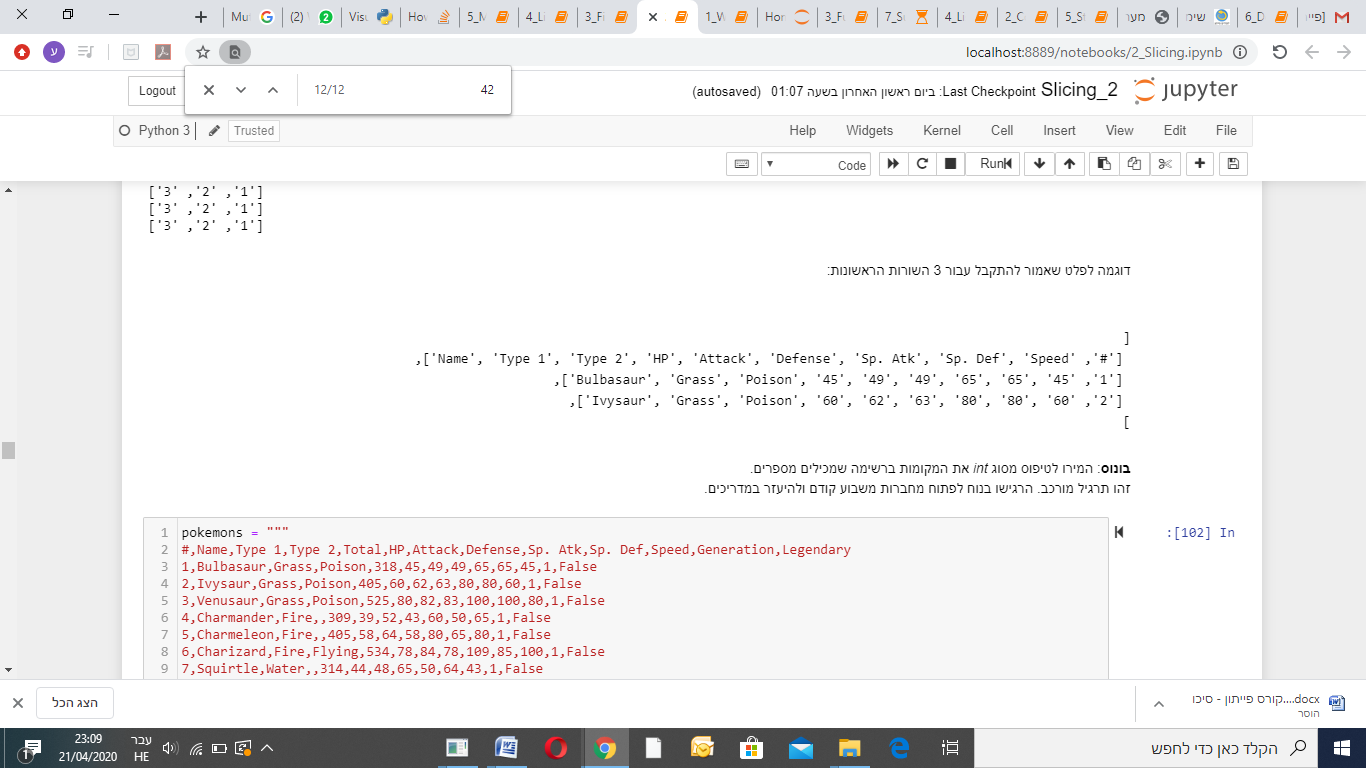 Mu
(2) V
2
Visu
Hov
5_M
4_Li
3_Fi
1_W
Hor
3_Fu
7_Sc
4_Li
2_Co
5_St
מער
שימ
6_D
[פיי
ע
localhost:8889/notebooks/2_Slicing.ipynb
12/12
42
Logout
jupyter
Slicing_2
Last Checkpoint: ביום ראשון האחרון בשעה 01:07
(autosaved)
Python 3
Trusted
Help
Widgets
Kernel
Cell
Insert
View
Edit
File
Code
Run
['3' ,'2' ,'1']
['3' ,'2' ,'1']
['3' ,'2' ,'1']
דוגמה לפלט שאמור להתקבל עבור 3 השורות הראשונות:
[
,['Name', 'Type 1', 'Type 2', 'HP', 'Attack', 'Defense', 'Sp. Atk', 'Sp. Def', 'Speed' ,'#']
,['Bulbasaur', 'Grass', 'Poison', '45', '49', '49', '65', '65', '45' ,'1']
,['Ivysaur', 'Grass', 'Poison', '60', '62', '63', '80', '80', '60' ,'2']
]
בונוס: המירו לטיפוס מסוג int את המקומות ברשימה שמכילים מספרים.
זהו תרגיל מורכב. הרגישו בנוח לפתוח מחברות משבוע קודם ולהיעזר במדריכים.
:[102] In
1 pokemons = """
2 #,Name,Type 1,Type 2,Total,HP,Attack,Defense,Sp. Atk,Sp. Def,Speed,Generation,Legendary
3 1,Bulbasaur,Grass,Poison,318,45,49,49,65,65,45,1,False
4 2,Ivysaur,Grass,Poison,405,60,62,63,80,80,60,1,False
5 3,Venusaur,Grass,Poison,525,80,82,83,100,100,80,1,False
6 4,Charmander,Fire,,309,39,52,43,60,50,65,1,False
7 5,Charmeleon,Fire,,405,58,64,58,80,65,80,1,False
8 6,Charizard,Fire,Flying,534,78,84,78,109,85,100,1,False
9 7,Squirtle,Water,,314,44,48,65,50,64,43,1,False
הצג הכל
קורס פייתון - סיכו....docx
הוסר
23:09
21/04/2020
עבר
HE
1
הקלד כאן כדי לחפש